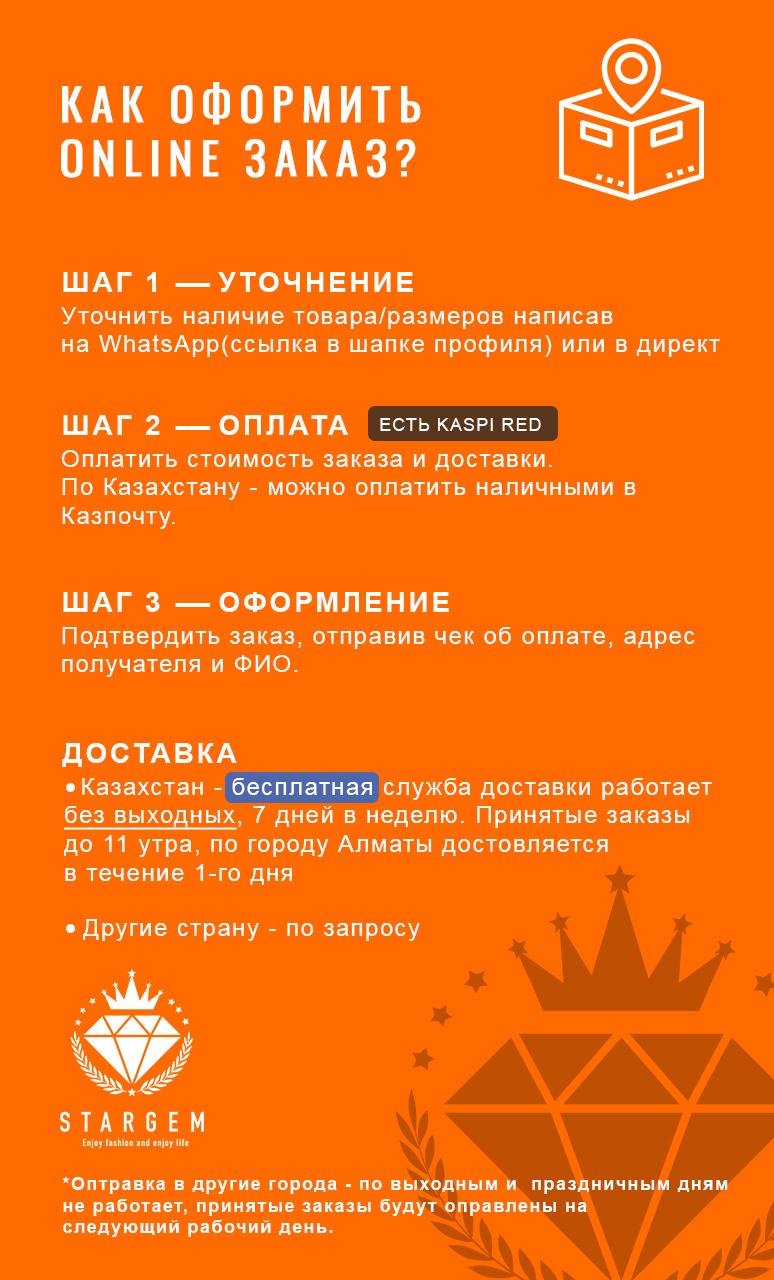 КАК ОФОРМИТЬ
ONLINE ЗАКАЗ?
ШАГ 1 — УТОЧНЕНИЕ
Уточнить наличие товара/размеров написав
на WhatsApp(ссылка в шапке профиля) или в директ
ШАГ 2 — ОПЛАТА ЕСТЬ KASPI RED
Оплатить стоимость заказа и доставки.
По Казахстану - можно оплатить наличными в
Казпочту.
ШАГ 3 — ОФОРМЛЕНИЕ
Подтвердить заказ, отправив чек об оплате, адрес
получателя и ФИО.
ДОСТАВКА
•Казахстан - бесплатная служба доставки работает
без выходных, 7 дней в неделю. Принятые заказы
до 11 утра, по городу Алматы достовляется
в течение 1-го дня
•Другие страну - по запросу
STARGEM
Enjoy fashion and enjoy life
*Оптравка в другие города - по выходным и праздничным дням
не работает, принятые заказы будут оправлены на
следующий рабочий день.